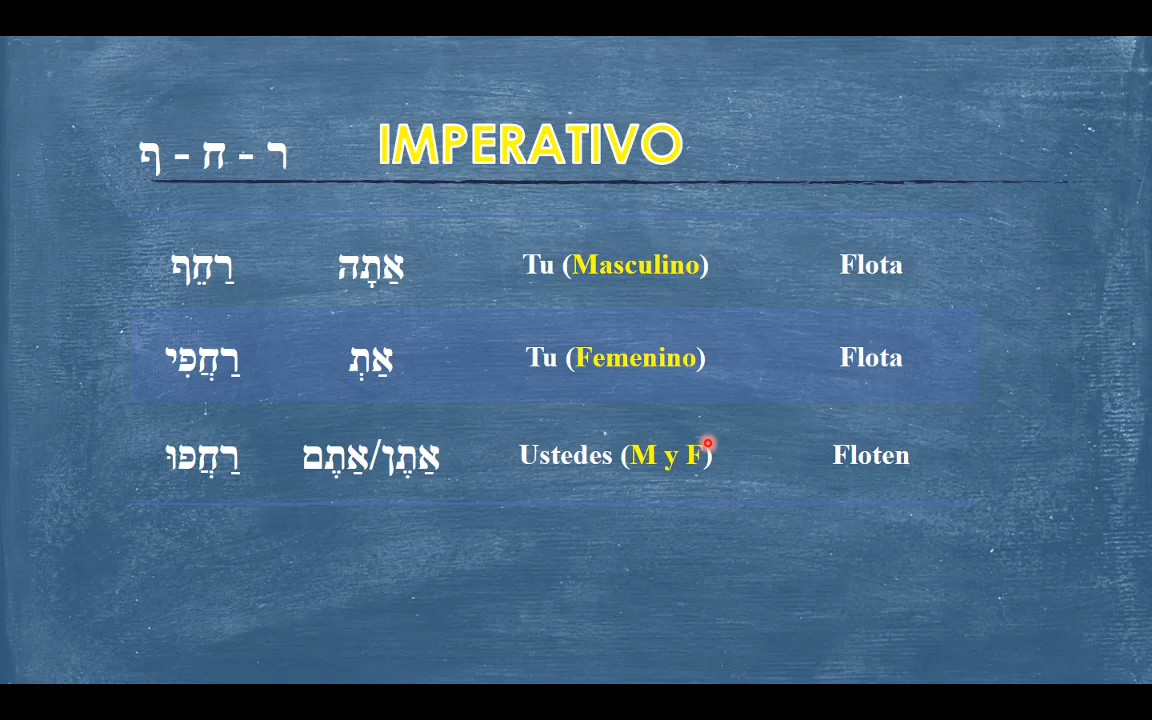 ר - ח - ף IMPERATIVO
רַחֵף אַתָה Tu (Masculino) Flota
רַחֲפִּי אַתְ Tu (Femenino) Flota
רַחֲפוּ אַתֶן/אַתֶם Ustedes (M y F) Floten